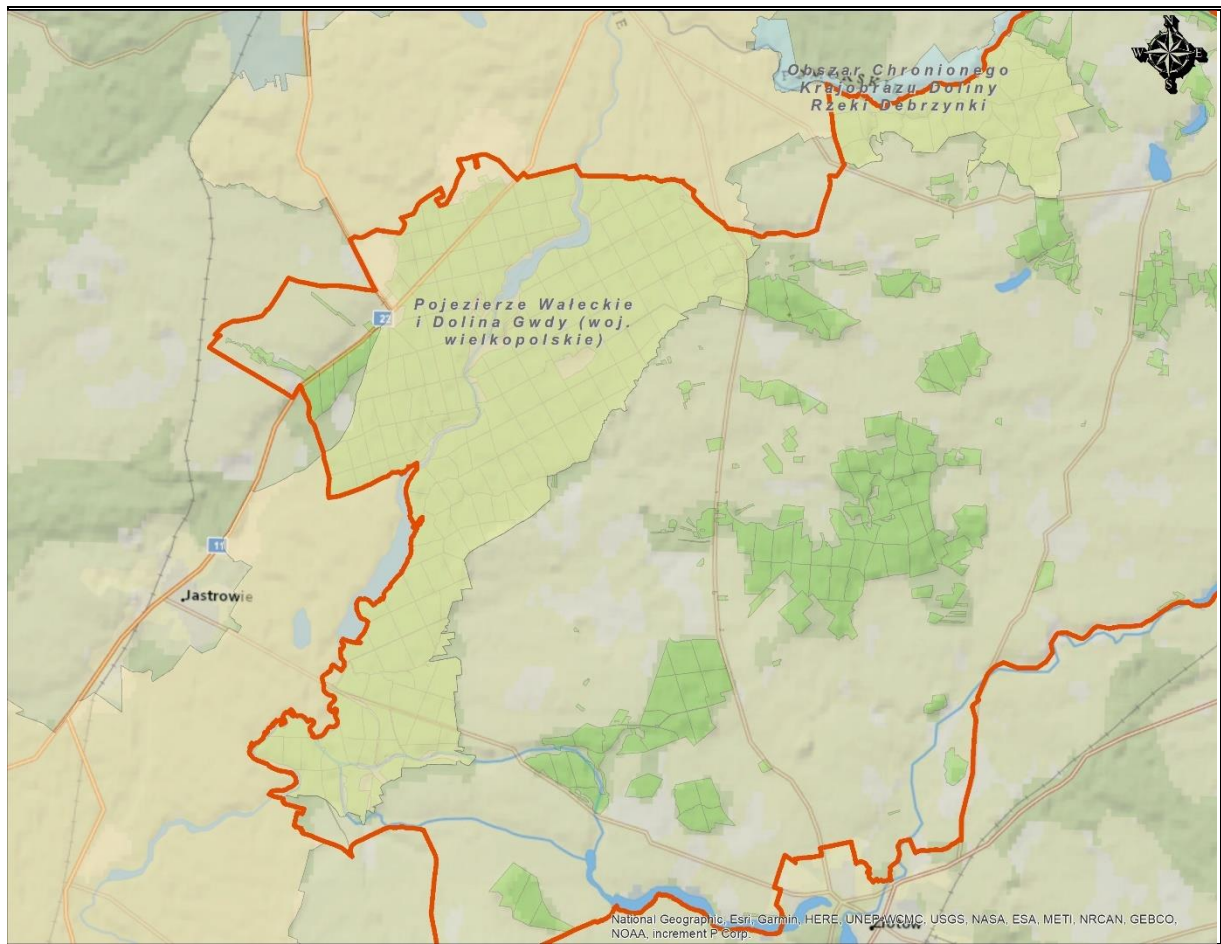 N
W E
S
Obszar Chronionego
Krajobrazu Doliny
Rzeki Debrzynki
Pojezierze Wałeckie
i Dolina Gwdy (woj.
wielkopolskie)
22
11
Jastrowie
Złotów
National Geographic, Esri, Garmin, HERE, UNEP-WCMC, USGS, NASA, ESA, METI, NRCAN, GEBCO,
NOAA, increment P Corp.